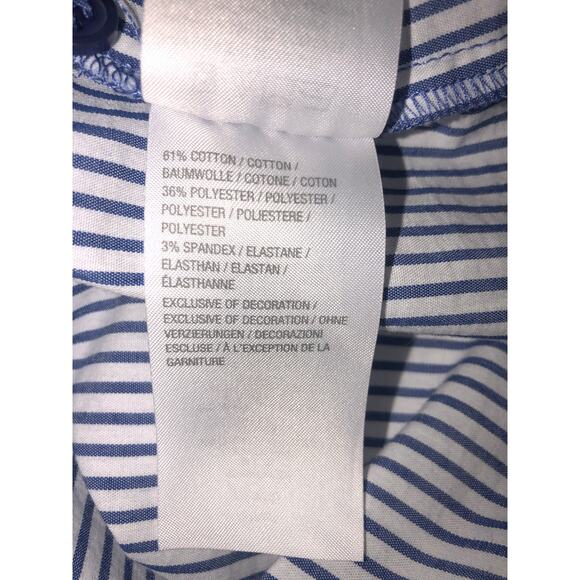 61% COTTON / COTTON /
BAUMWOLLE / COTONE / COTON
36% POLYESTER / POLYESTER /
POLYESTER / POLIESTERE /
POLYESTER
3% SPANDEX / ELASTANE /
ELASTHAN / ELASTAN /
ÉLASTHANNE
EXCLUSIVE OF DECORATION /
EXCLUSIVE OF DECORATION / OHNE
VERZIERUNGEN / DECORAZIONI
ESCLUSE / À L'EXCEPTION DE LA
GARNITURE